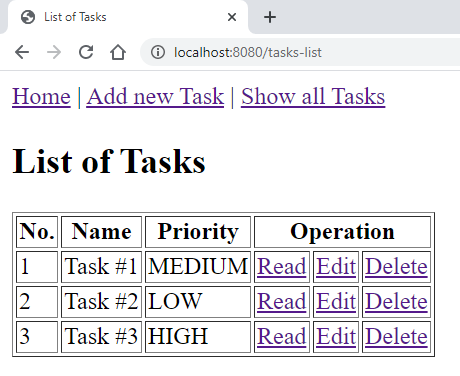 List of Tasks
localhost:8080/tasks-list
Home | Add new Task | Show all Tasks
List of Tasks
No. Name Priority Operation
1 Task #1 MEDIUM Read Edit Delete
2 Task #2 LOW Read Edit Delete
3 Task #3 HIGH Read Edit Delete